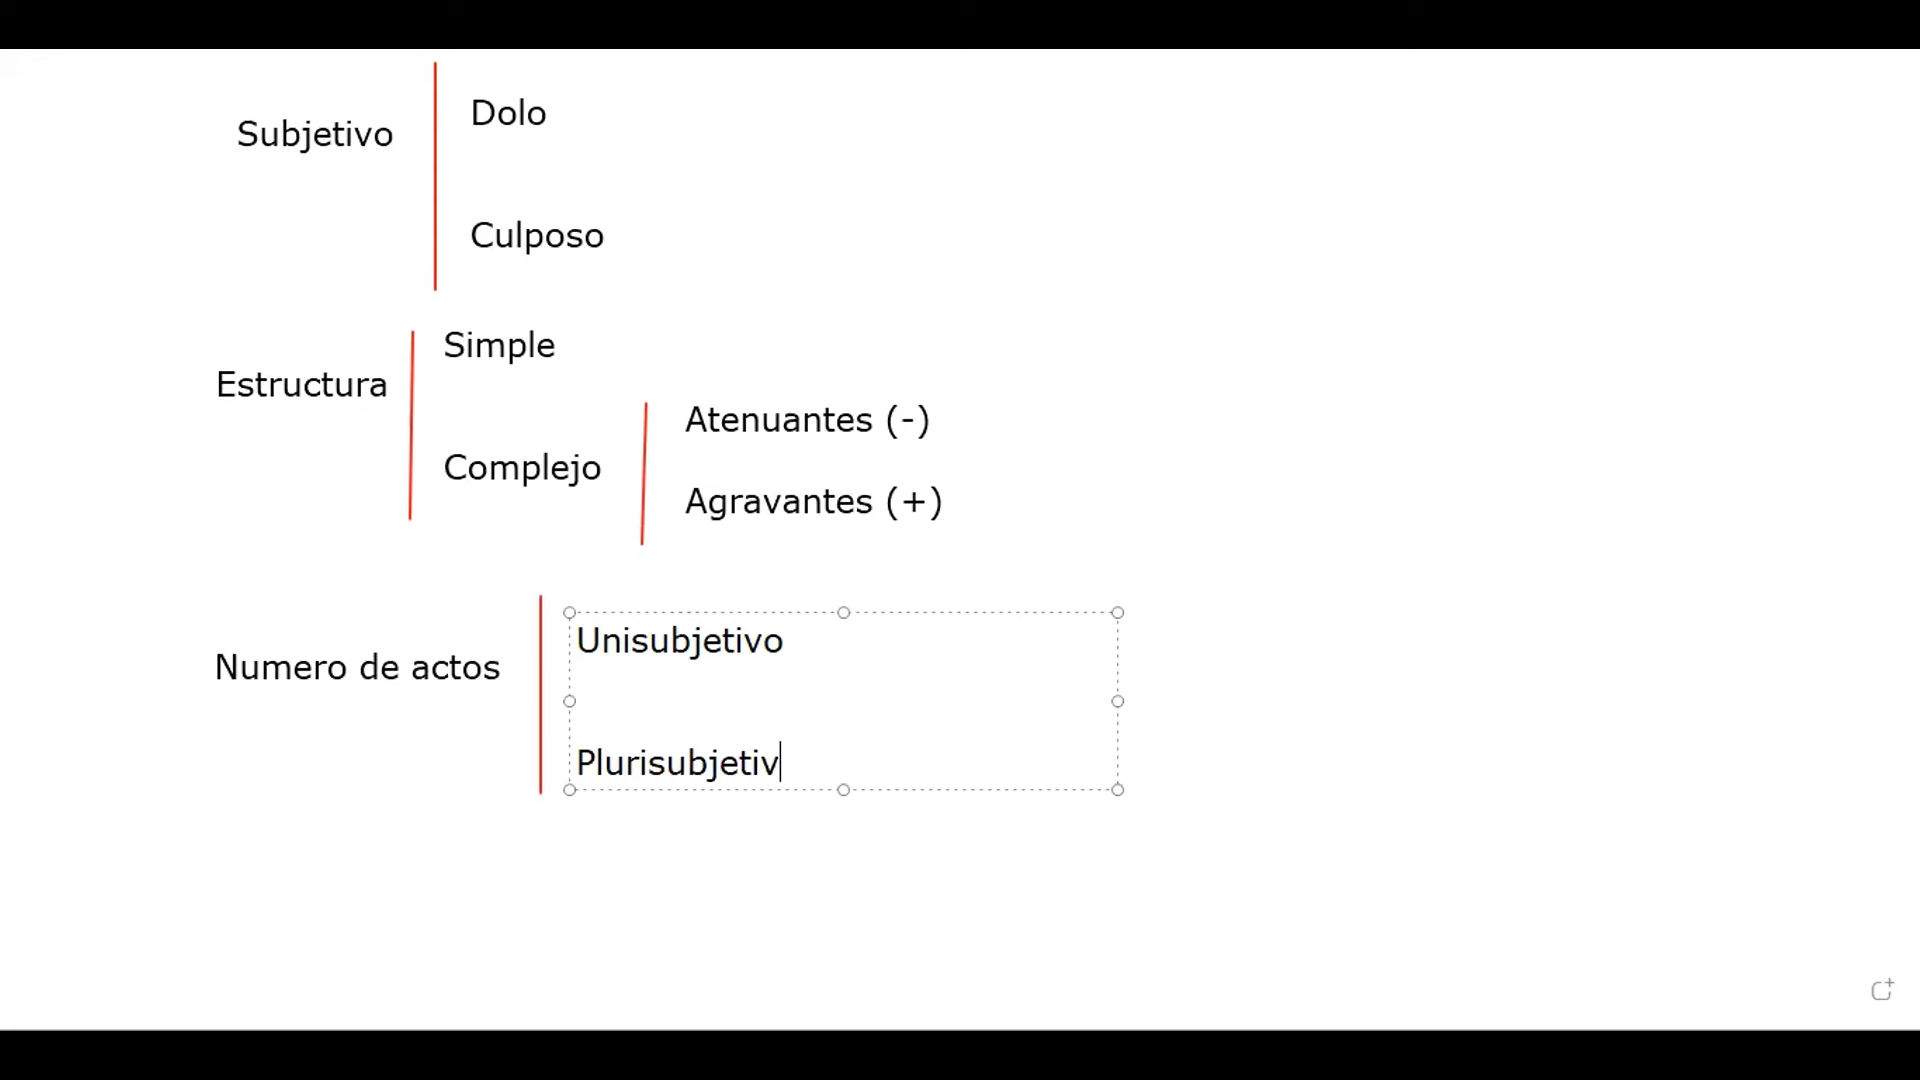 Subjetivo
Dolo
Culposo
Estructura
Simple
Complejo
Atenuantes (-)
Agravantes (+)
Numero de actos
Unisubjetivo
Plurisubjetiv